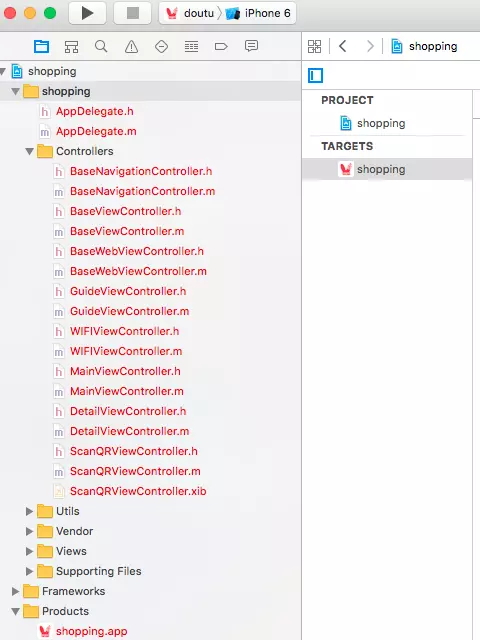 doutu
iPhone 6
shopping
shopping
AppDelegate.h
AppDelegate.m
Controllers
BaseNavigationController.h
BaseNavigationController.m
BaseViewController.h
BaseViewController.m
BaseWebViewController.h
BaseWebViewController.m
GuideViewController.h
GuideViewController.m
WIFIViewController.h
WIFIViewController.m
MainViewController.h
MainViewController.m
DetailViewController.h
DetailViewController.m
ScanQRViewController.h
ScanQRViewController.m
ScanQRViewController.xib
Utils
Vendor
Views
Supporting Files
Frameworks
Products
shopping.app
shopping
PROJECT
shopping
TARGETS
shopping